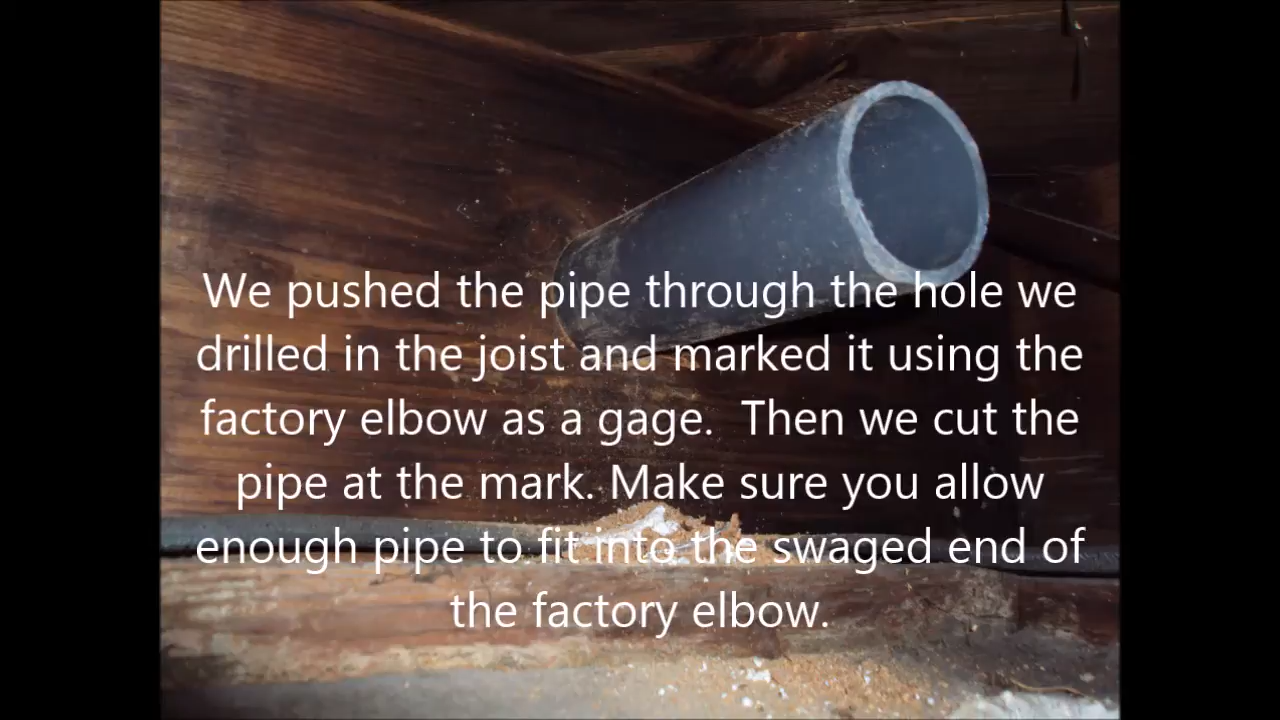 We pushed the pipe through the hole we
drilled in the joist and marked it using the
factory elbow as a gage.  Then we cut the
pipe at the mark. Make sure you allow
enough pipe to fit into the swaged end of
the factory elbow.